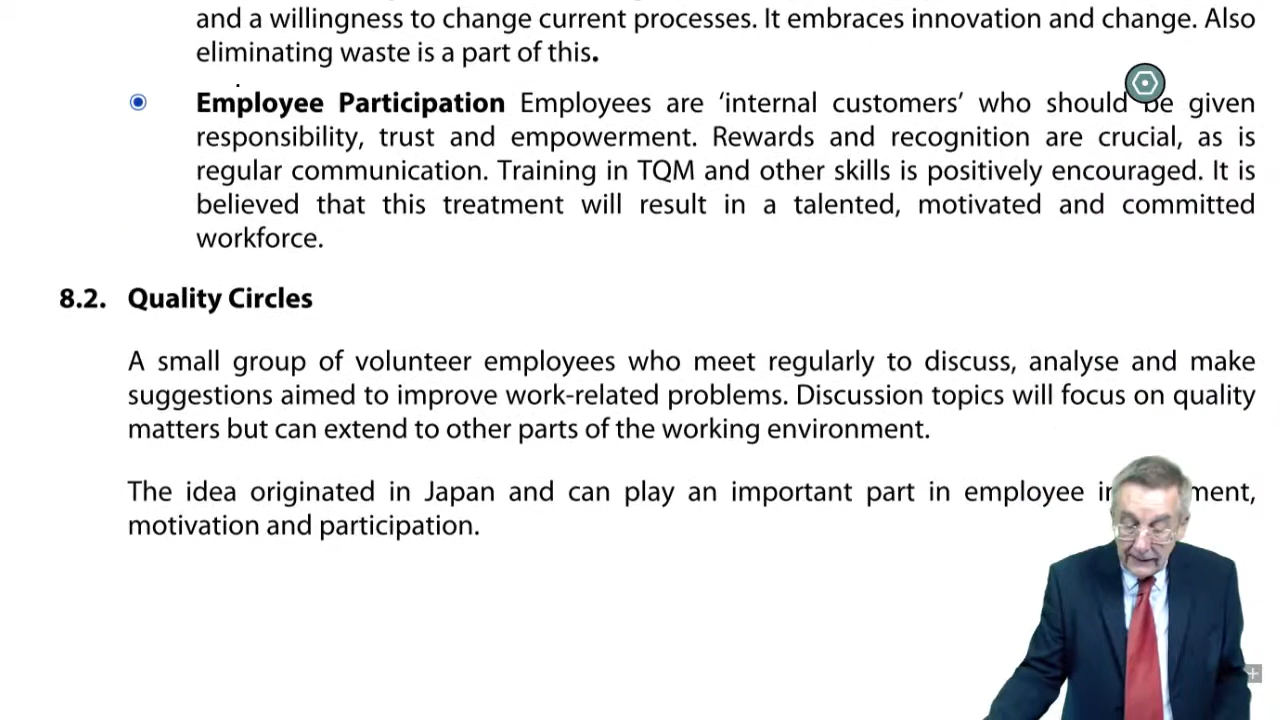 and a willingness to change current processes. It embraces innovation and change. Also
eliminating waste is a part of this.
Employee Participation Employees are ‘internal customers’ who should be given
responsibility, trust and empowerment. Rewards and recognition are crucial, as is
regular communication. Training in TQM and other skills is positively encouraged. It is
believed that this treatment will result in a talented, motivated and committed
workforce.
8.2. Quality Circles
A small group of volunteer employees who meet regularly to discuss, analyse and make
suggestions aimed to improve work-related problems. Discussion topics will focus on quality
matters but can extend to other parts of the working environment.
The idea originated in Japan and can play an important part in employee
motivation and participation.